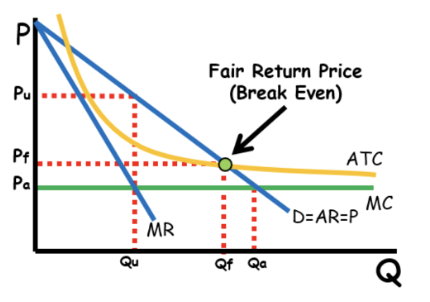 P
Fair Return Price
(Break Even)
Pu
Pf
Pa
ATC
MC
D=AR=P
MR
Qu
Qf
Qa
Q